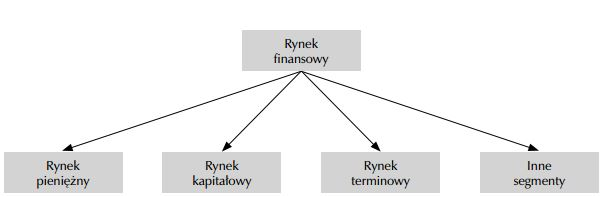 Rynek
finansowy
Rynek
pieniężny
Rynek
kapitałowy
Rynek
terminowy
Inne
segmenty